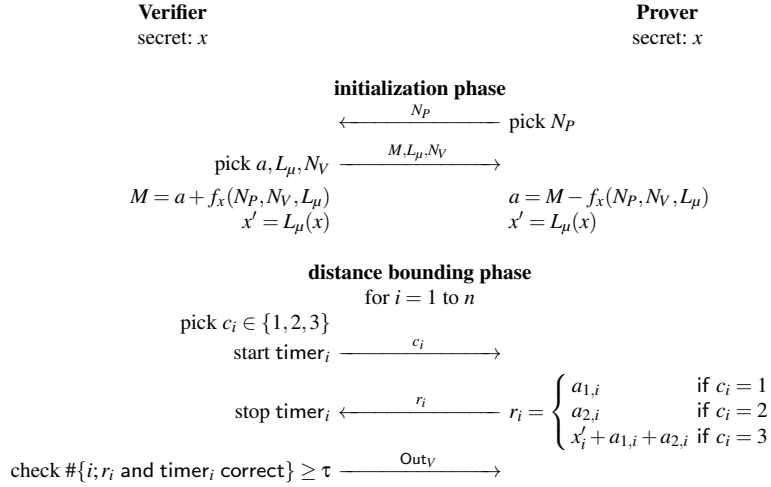 Verifier Prover
secret: x secret: x
initialization phase
N_P
pick N_P
M, L_μ, N_V
pick a, L_μ, N_V
M = a + f_x(N_P, N_V, L_μ) a = M − f_x(N_P, N_V, L_μ)
x′ = L_μ(x) x′ = L_μ(x)
distance bounding phase
for i = 1 to n
pick c_i ∈ {1,2,3}
start timer_i c_i
a_{1,i} if c_i = 1
stop timer_i r_i r_i = { a_{2,i} if c_i = 2
x′_i + a_{1,i} + a_{2,i} if c_i = 3
check #{i; r_i and timer_i correct} ≥ τ Out_V